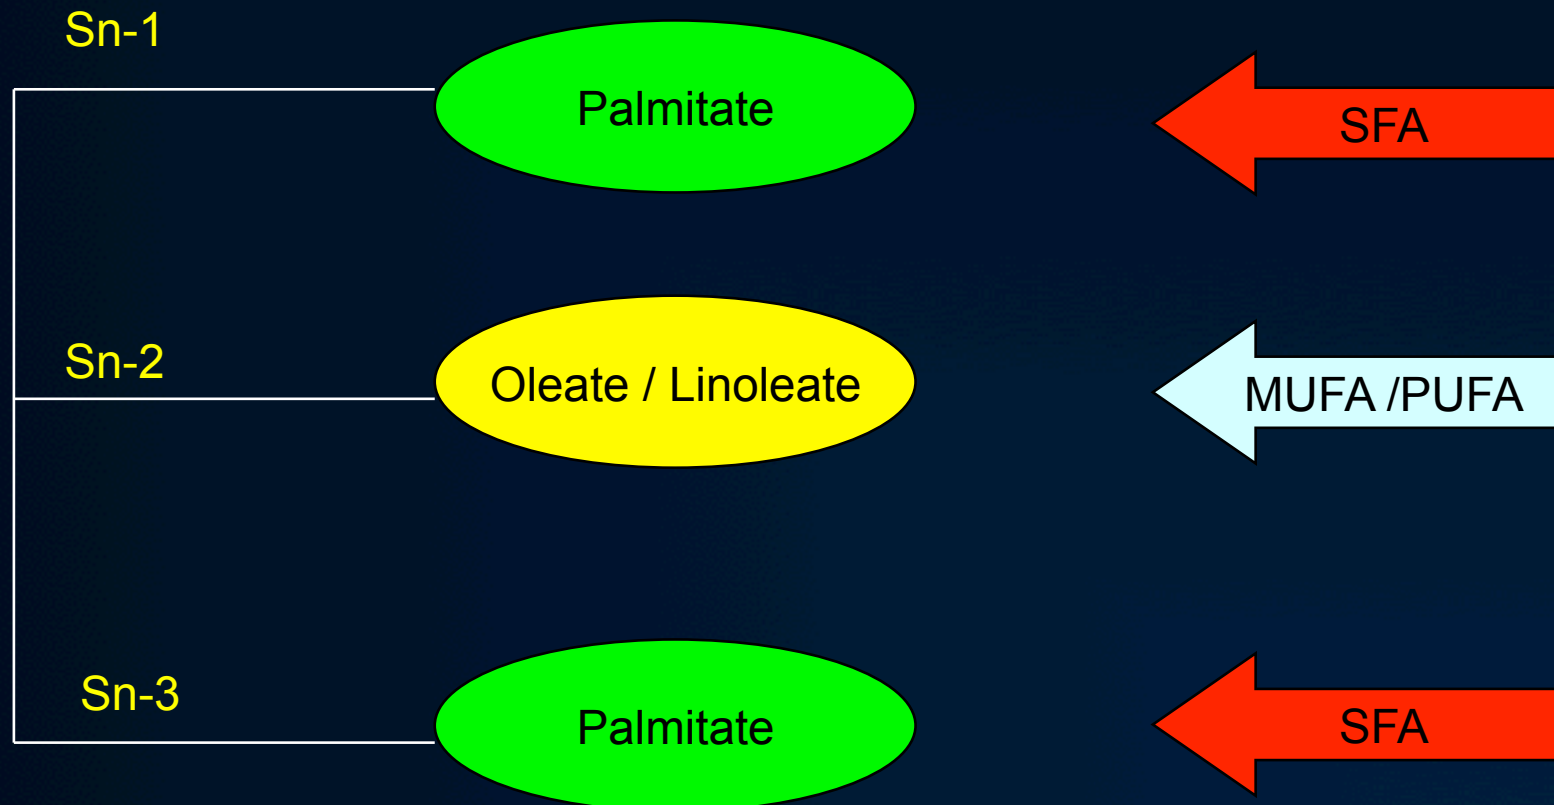 Sn-1
Palmitate
SFA
Sn-2
Oleate / Linoleate
MUFA /PUFA
Sn-3
Palmitate
SFA